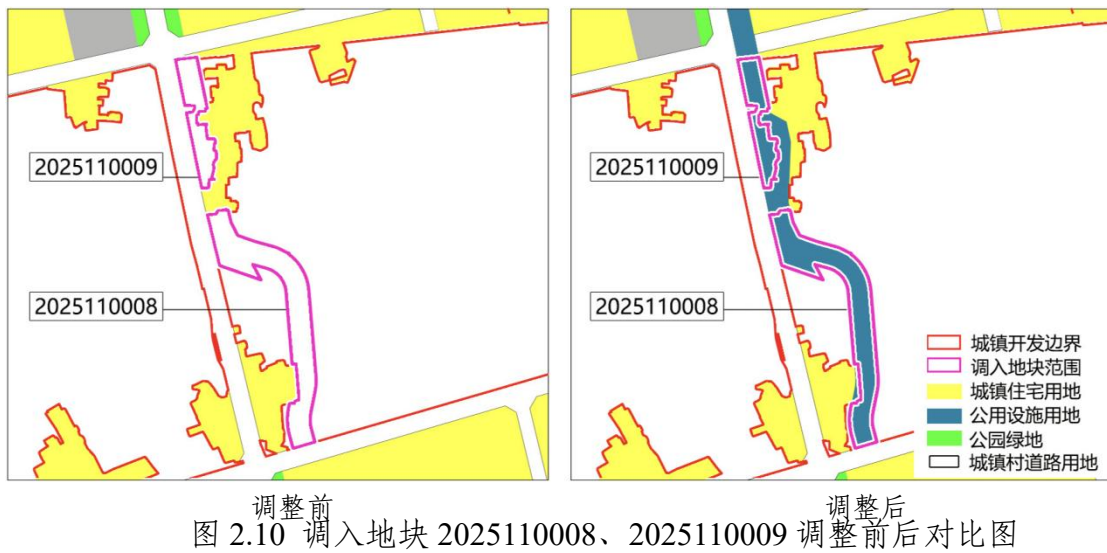 2025110009
2025110008
2025110009
2025110008
城镇开发边界
调入地块范围
城镇住宅用地
公用设施用地
公园绿地
城镇村道路用地
调整前
调整后
图 2.10 调入地块 2025110008、2025110009 调整前后对比图